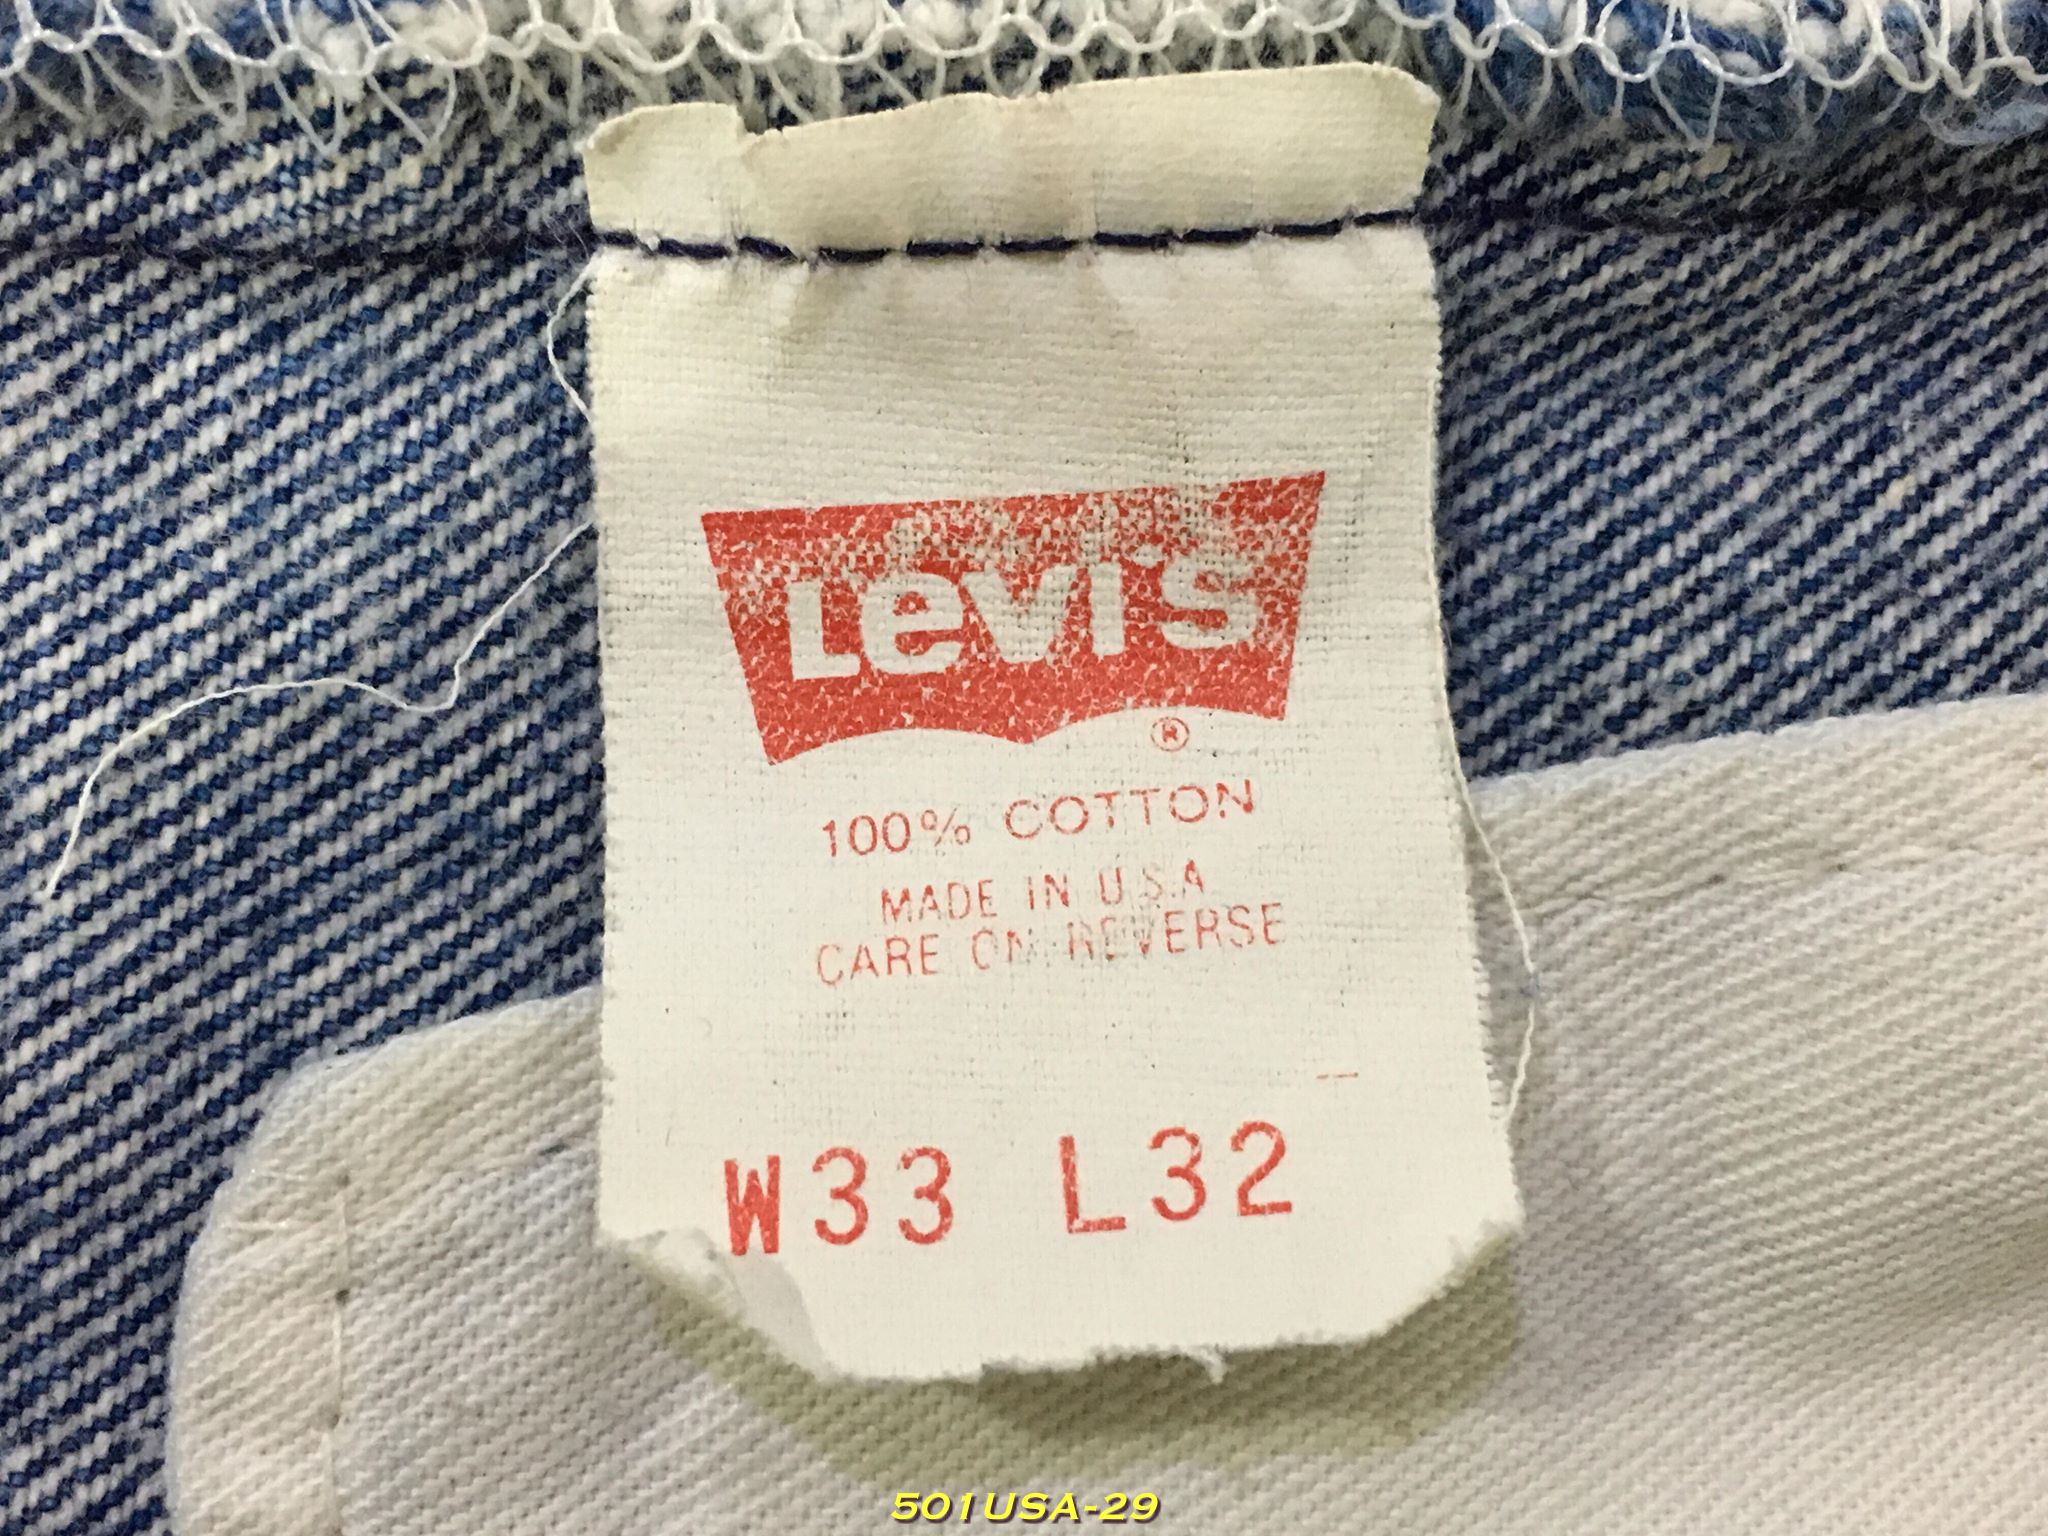 Levi's
®
100% COTTON
MADE IN U.S.A
CARE ON REVERSE
W33 L32
501USA-29